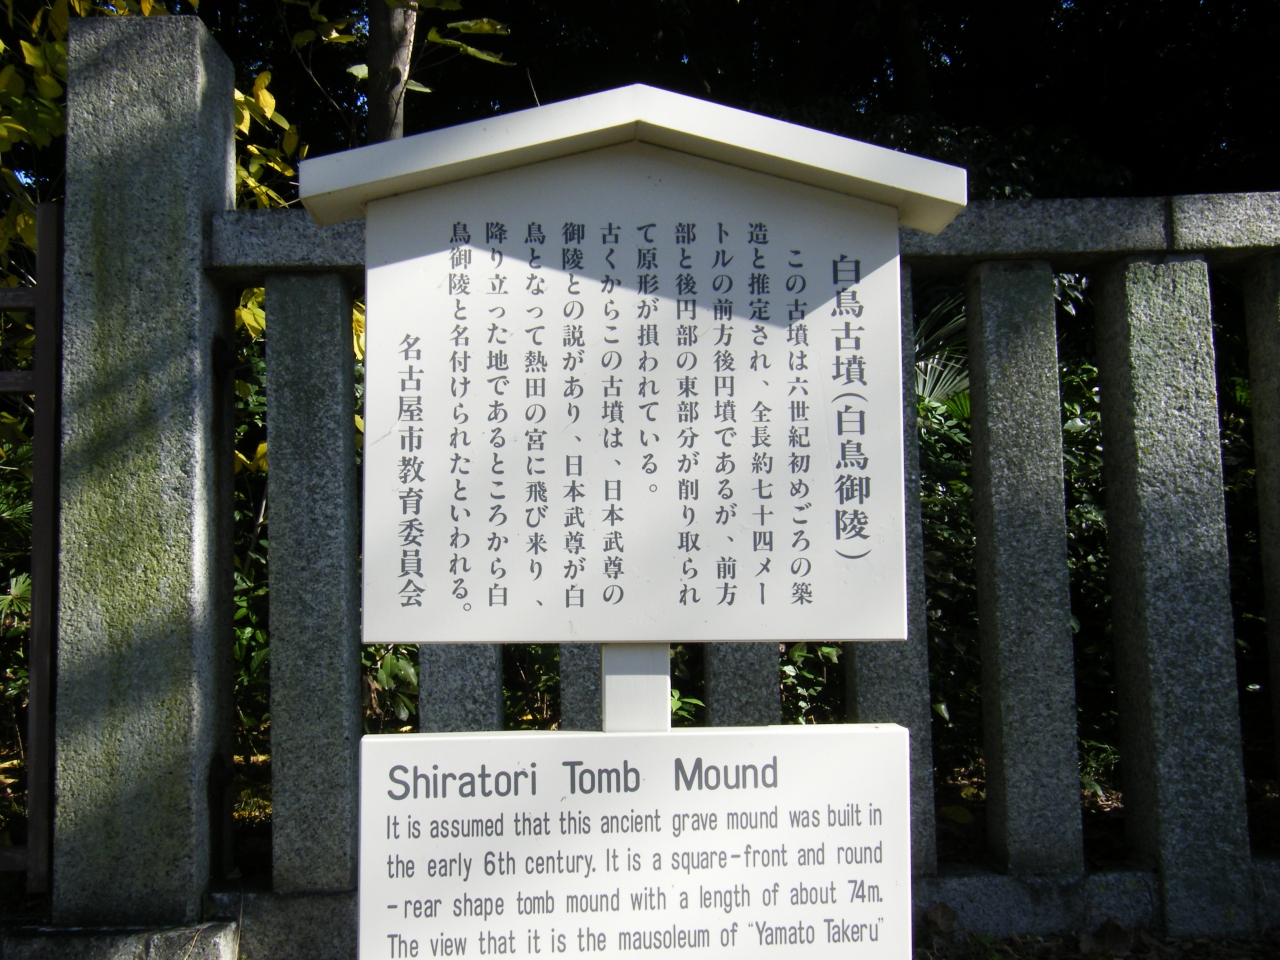 白鳥古墳(白鳥御陵)
この古墳は六世紀初めごろの築
造と推定され、全長約七十四メー
トルの前方後円墳であるが、前方
部と後円部の東部分が削り取られ
て原形が損われている。
古くからこの古墳は、日本武尊の
御陵との説があり、日本武尊が白
鳥となって熱田の宮に飛び来り、
降り立った地であるところから白
鳥御陵と名付けられたといわれる。
名古屋市教育委員会
Shiratori Tomb Mound
It is assumed that this ancient grave mound was built in
the early 6th century. It is a square-front and round
-rear shape tomb mound with a length of about 74m.
The view that it is the mausoleum of "Yamato Takeru"